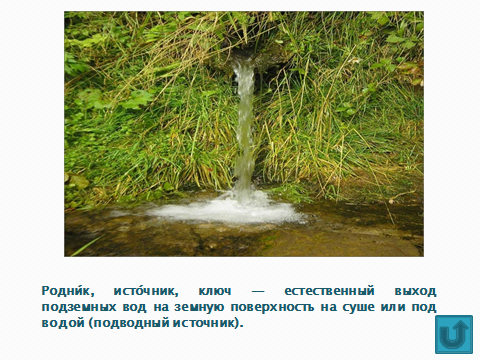 Родни́к, исто́чник, ключ — естественный выход
подземных вод на земную поверхность на суше или под
водой (подводный источник).